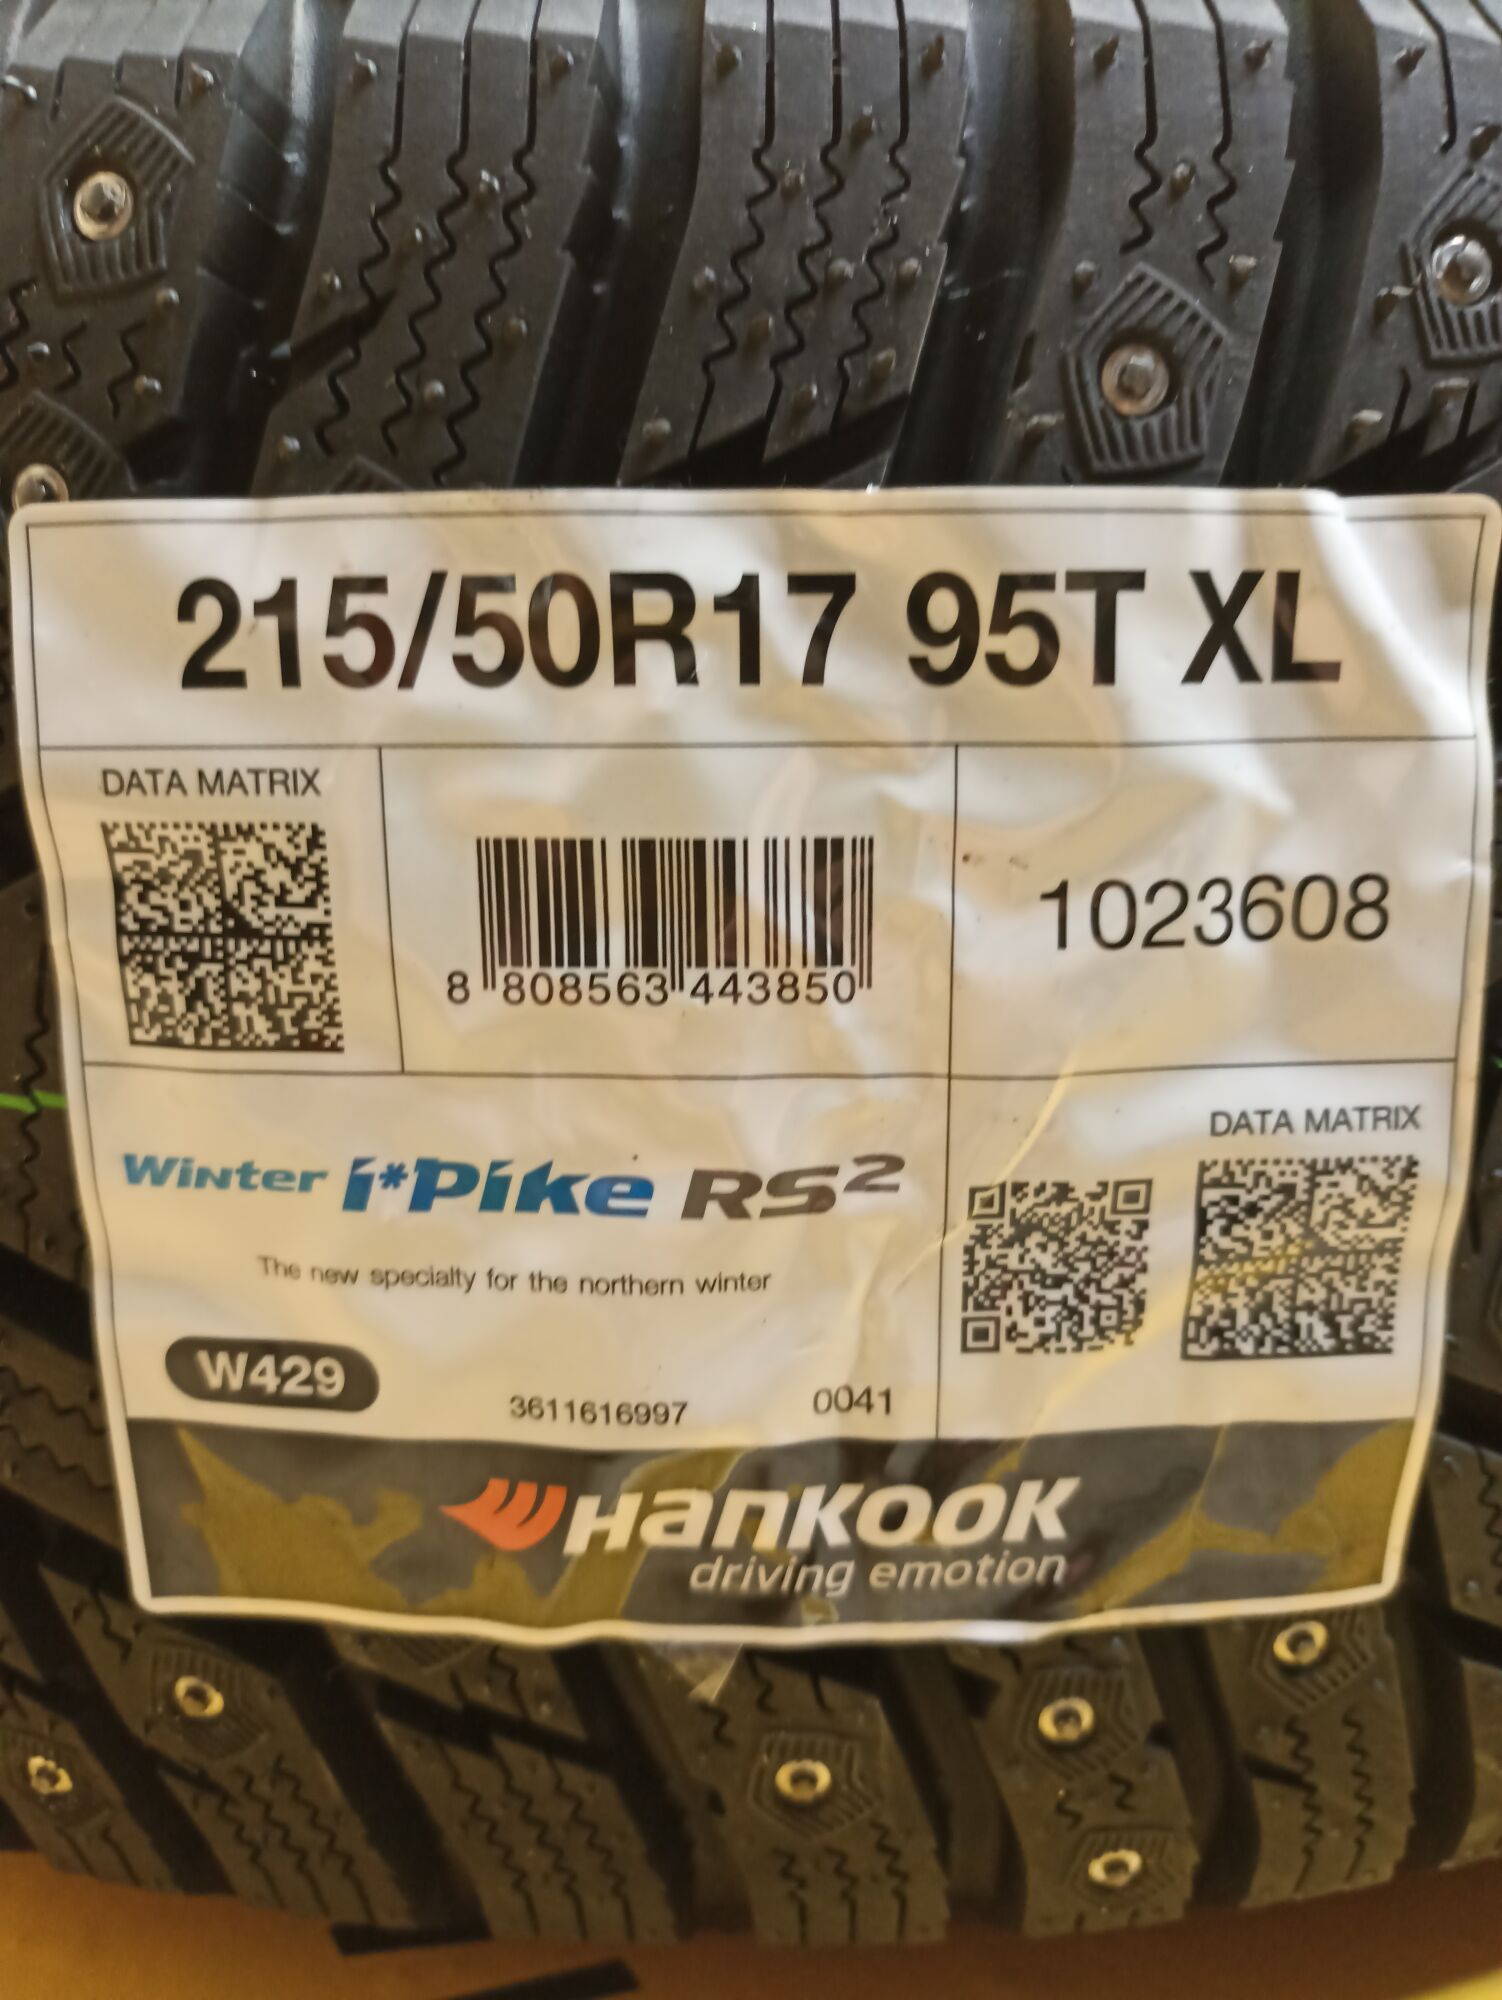 215/50R17 95T XL
DATA MATRIX
8 808563 443850
1023608
Winter i*Pike RS2
The new specialty for the northern winter
DATA MATRIX
W429
3611616997
0041
Hankook
driving emotion